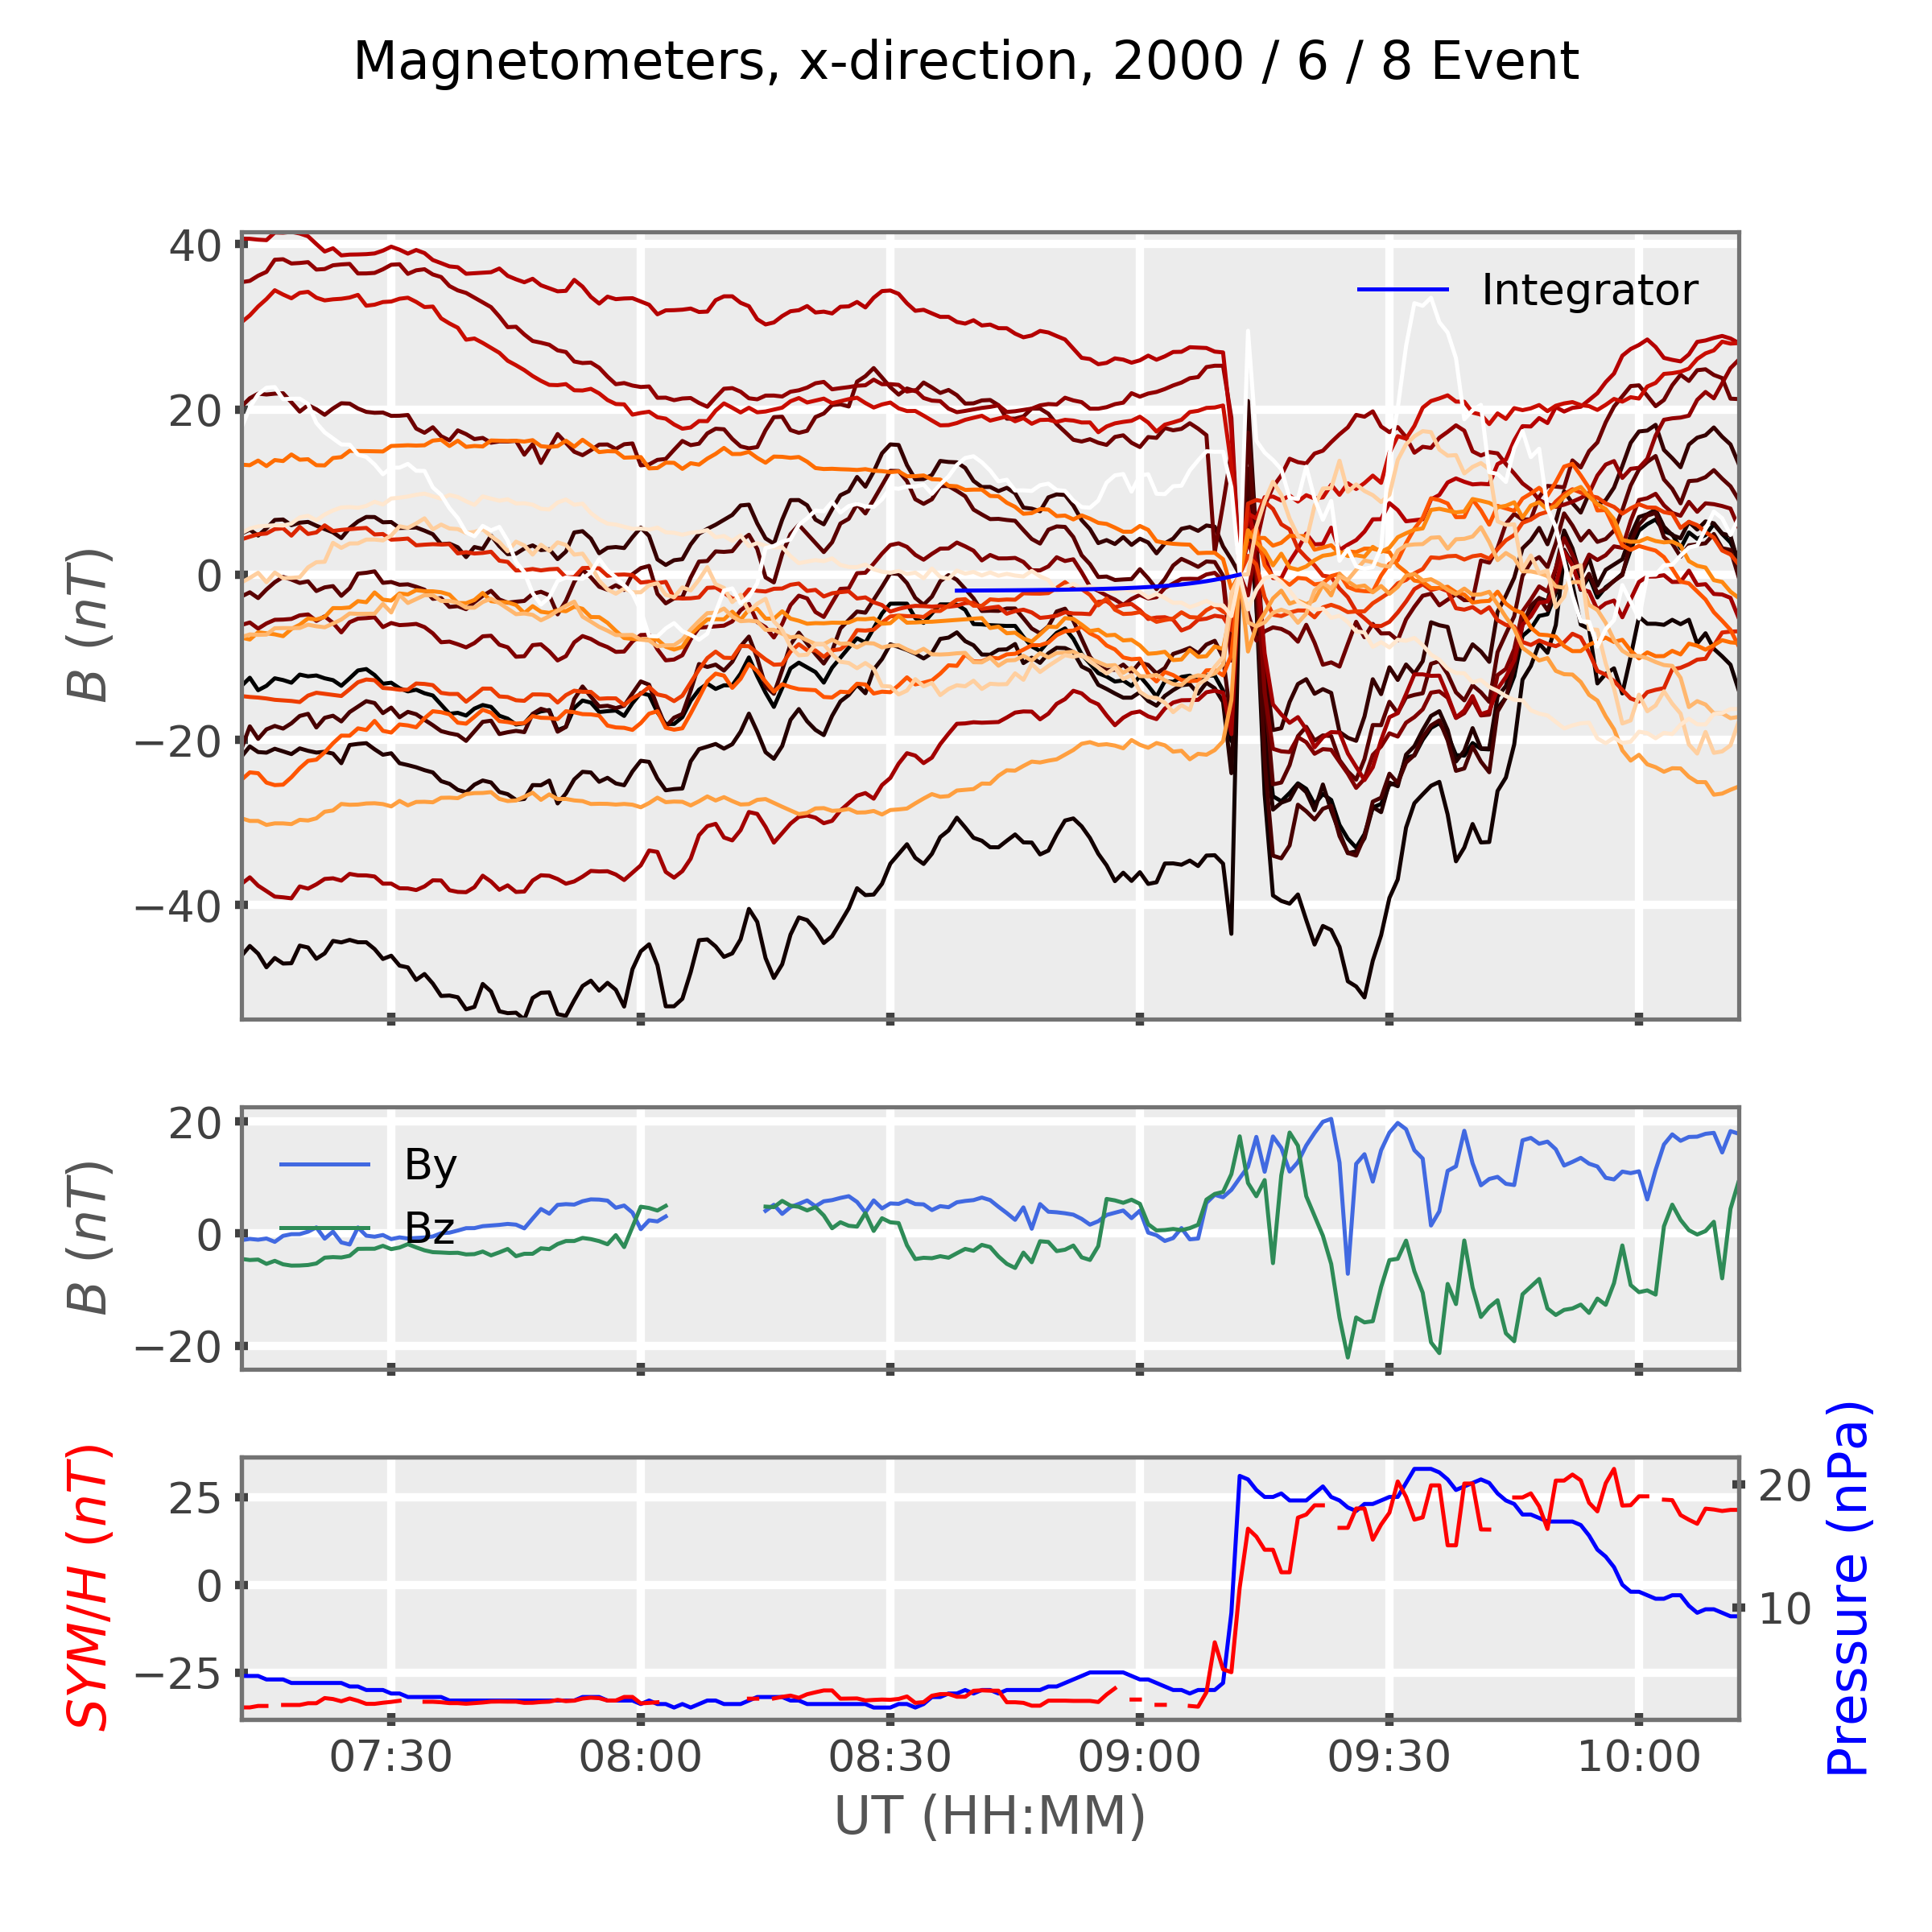 Magnetometers, x-direction, 2000 / 6 / 8 Event
B (nT)
40
20
0
−20
−40
Integrator
B (nT)
20
0
−20
By
Bz
SYM/H (nT)
25
0
−25
20
10
Pressure (nPa)
07:30 08:00 08:30 09:00 09:30 10:00
UT (HH:MM)